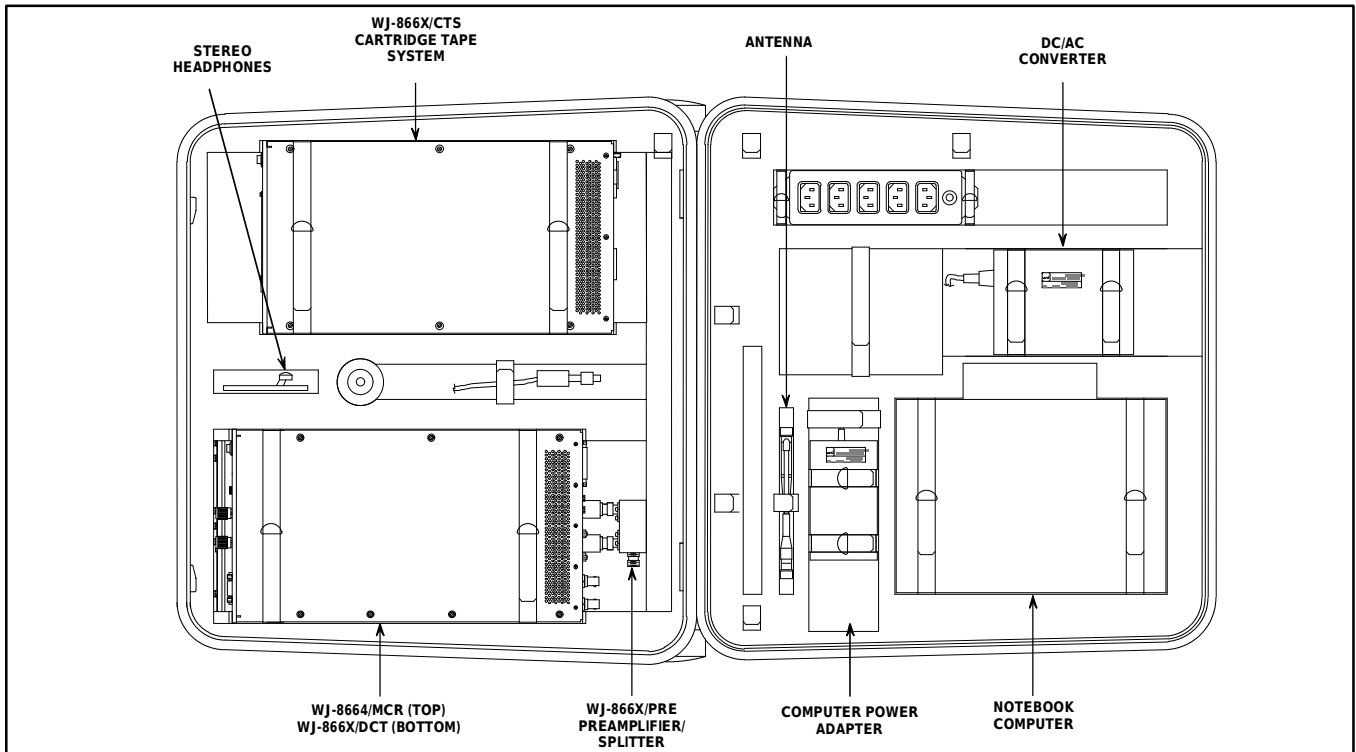 WJ-866X/CTS
CARTRIDGE TAPE
SYSTEM
STEREO
HEADPHONES
ANTENNA
DC/AC
CONVERTER
WJ-8664/MCR (TOP)
WJ-866X/DCT (BOTTOM)
WJ-866X/PRE
PREAMPLIFIER/
SPLITTER
COMPUTER POWER
ADAPTER
NOTEBOOK
COMPUTER